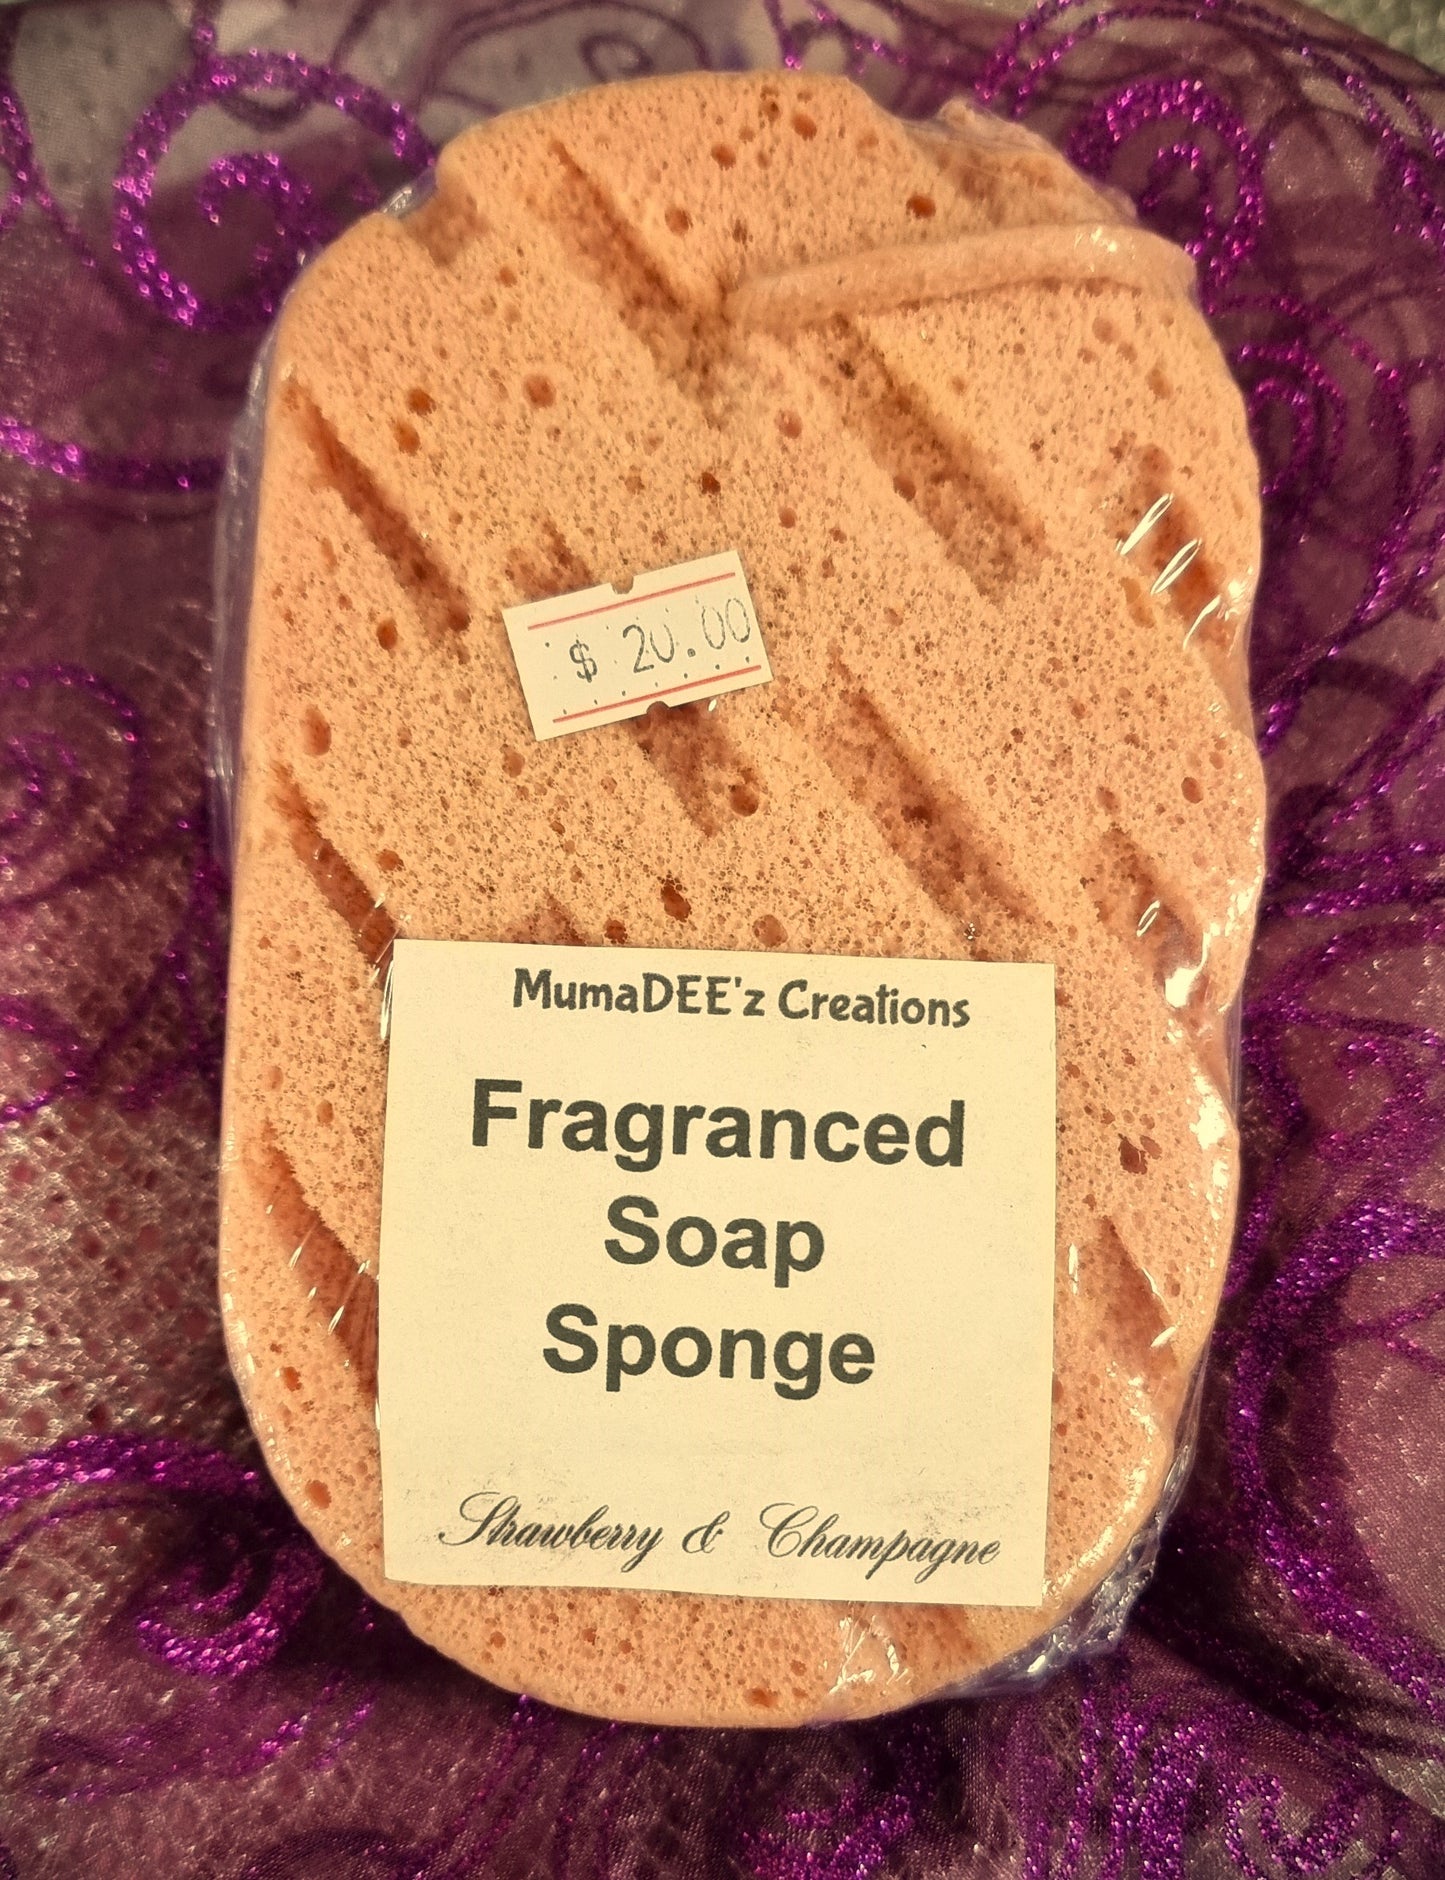 $ 20.00
MumaDEE'z Creations
Fragranced
Soap
Sponge
Strawberry & Champagne